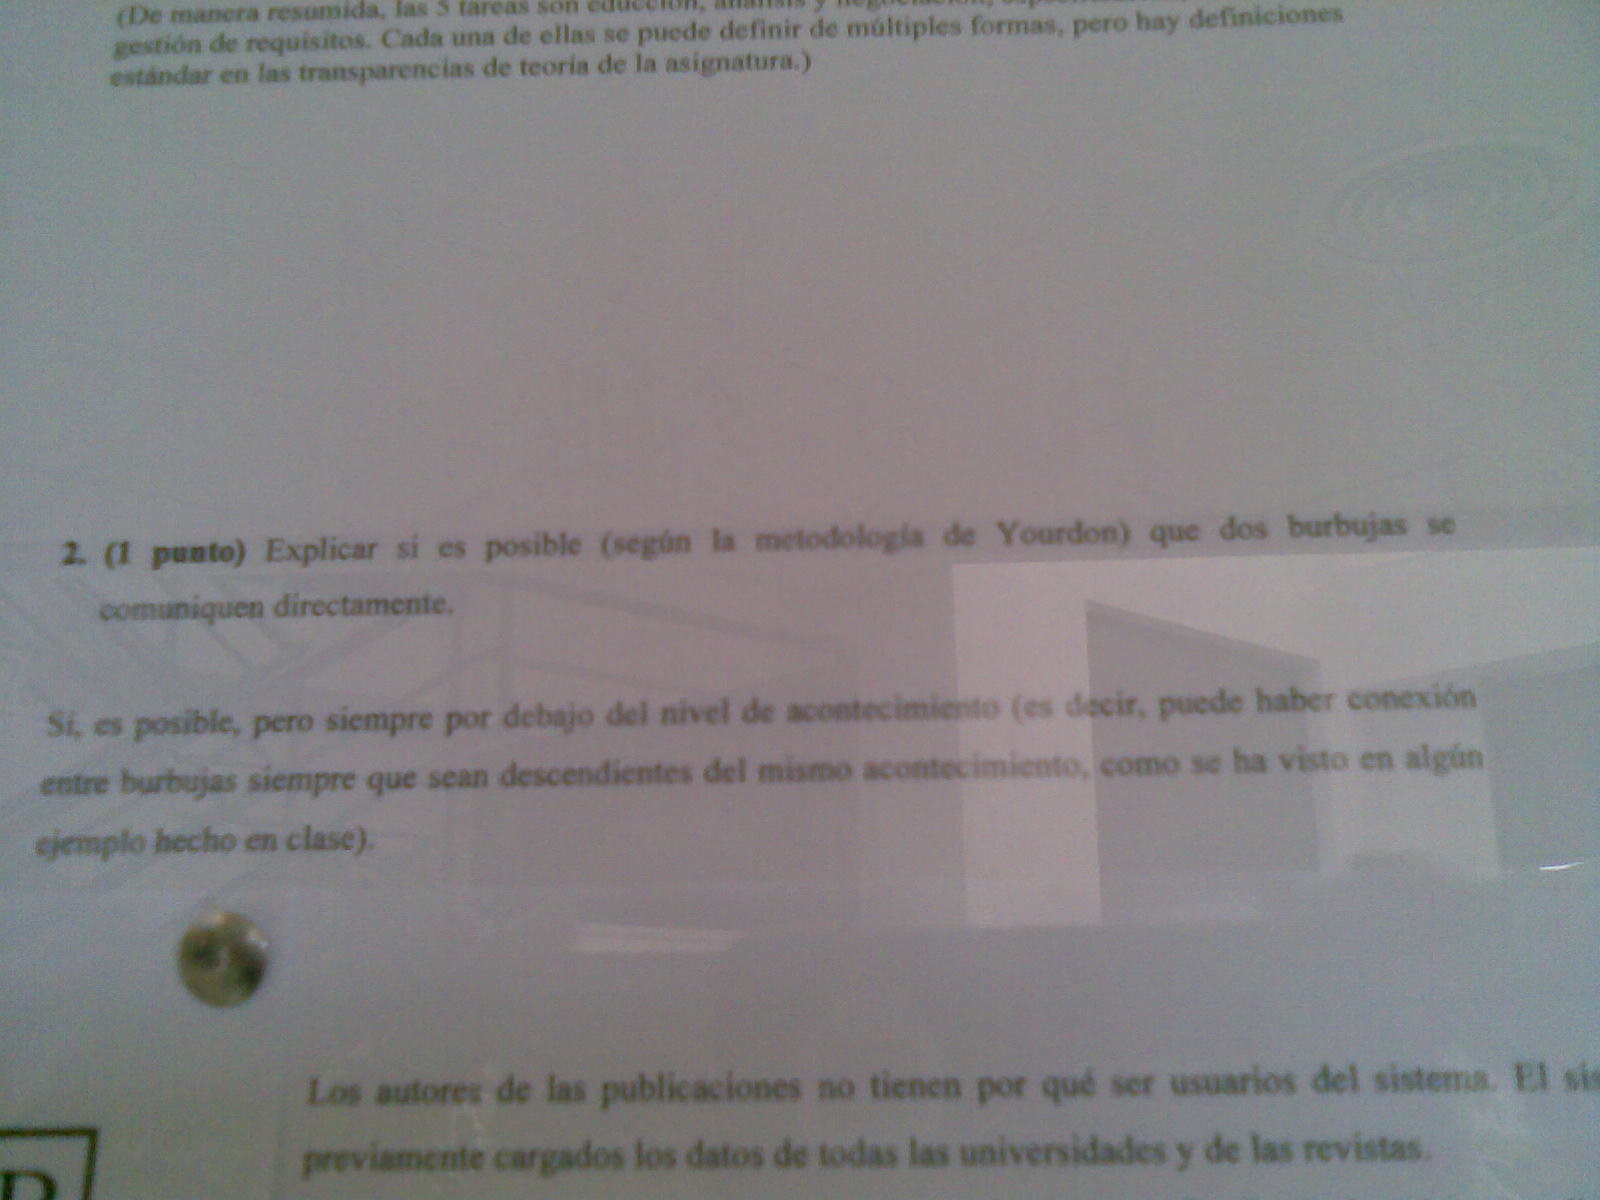 (De manera resumida, las 5 tareas son educción, análisis y negociación,
gestión de requisitos. Cada una de ellas se puede definir de múltiples formas, pero hay definiciones
estándar en las transparencias de teoría de la asignatura.)
2. (1 punto) Explicar si es posible (según la metodología de Yourdon) que dos burbujas se
comuniquen directamente.
Sí, es posible, pero siempre por debajo del nivel de acontecimiento (es decir, puede haber conexión
entre burbujas siempre que sean descendientes del mismo acontecimiento, como se ha visto en algún
ejemplo hecho en clase).
Los autores de las publicaciones no tienen por qué ser usuarios del sistema. El sis
previamente cargados los datos de todas las universidades y de las revistas.